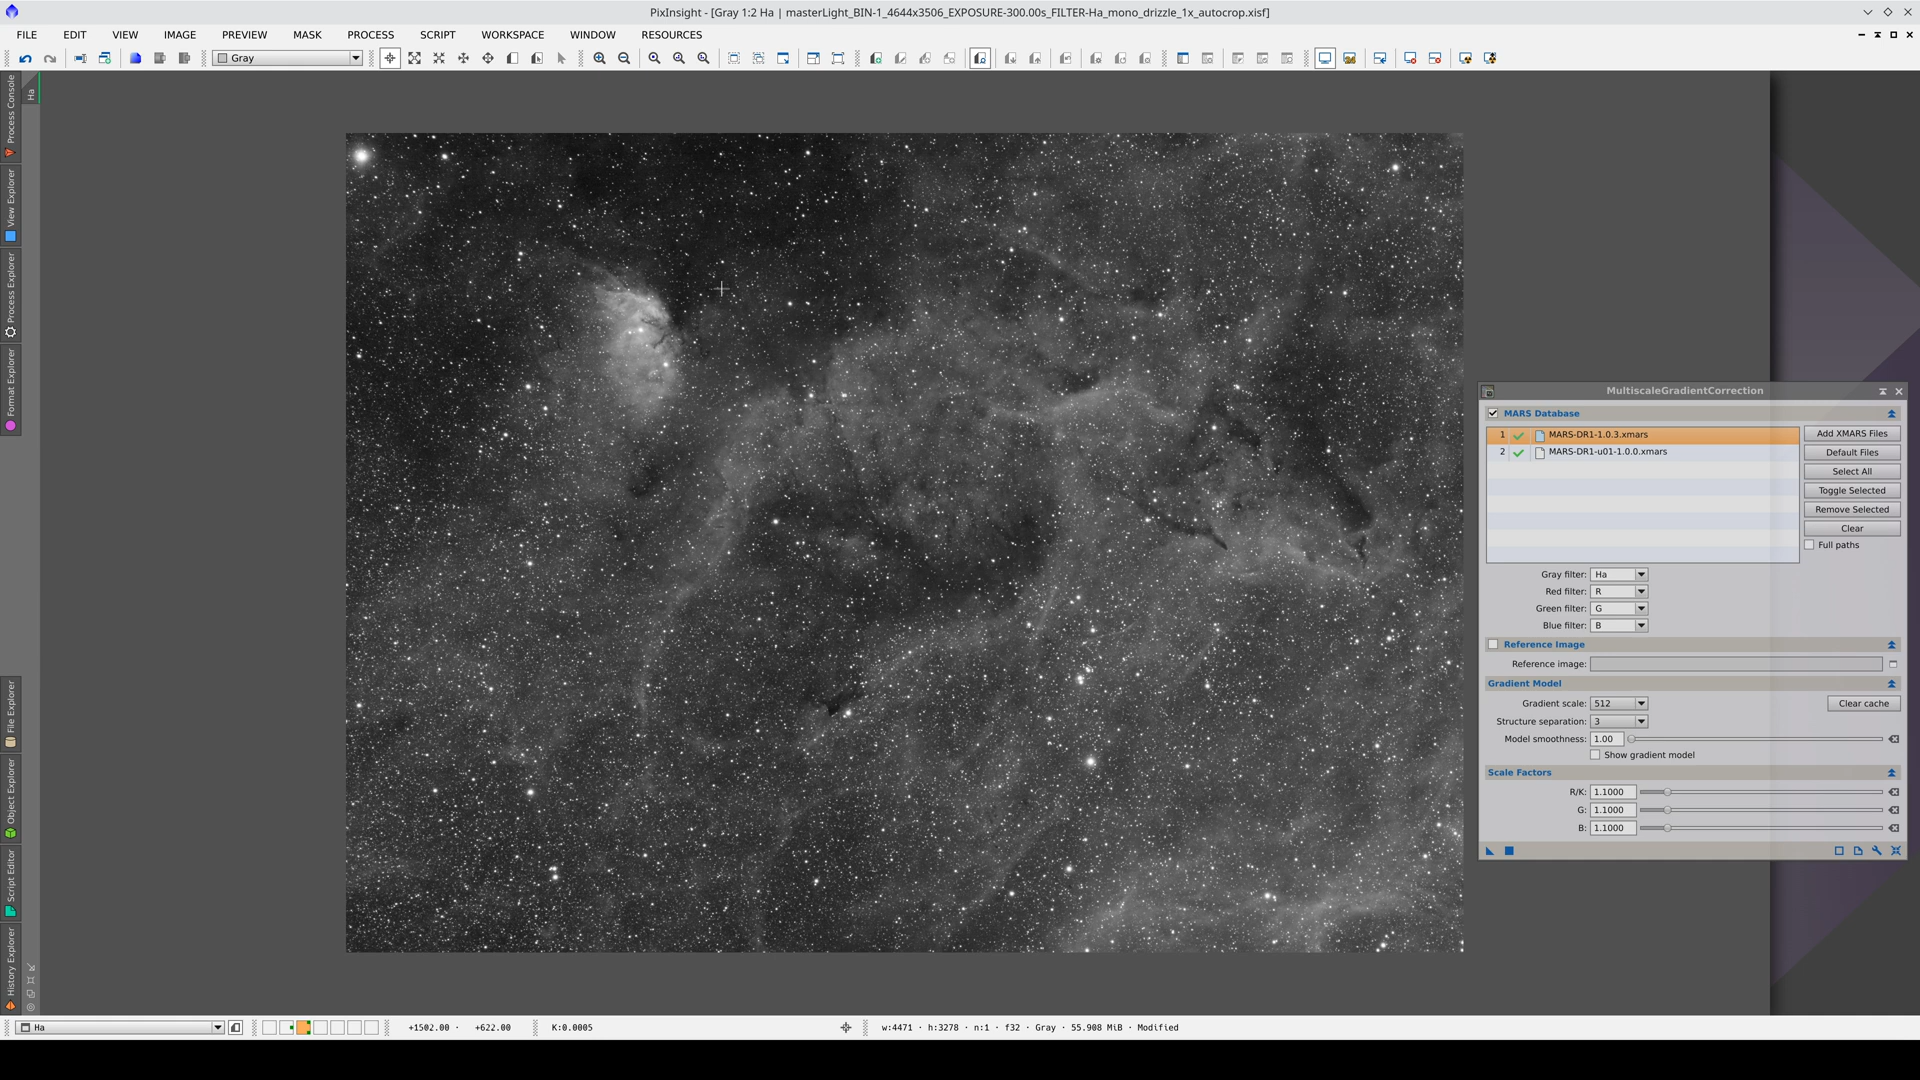 PixInsight - [Gray 1:2 Ha | masterLight_BIN-1_4644x3506_EXPOSURE-300.00s_FILTER-Ha_mono_drizzle_1x_autocrop.xisf]
FILE EDIT VIEW IMAGE PREVIEW MASK PROCESS SCRIPT WORKSPACE WINDOW RESOURCES
Gray
Process Console
View Explorer
Process Explorer
Format Explorer
File Explorer
Object Explorer
Script Editor
History Explorer
Ha
MultiscaleGradientCorrection
MARS Database
1 MARS-DR1-1.0.3.xmars
2 MARS-DR1-u01-1.0.0.xmars
Add XMARS Files
Default Files
Select All
Toggle Selected
Remove Selected
Clear
Full paths
Gray filter: Ha
Red filter: R
Green filter: G
Blue filter: B
Reference Image
Reference image:
Gradient Model
Gradient scale: 512 Clear cache
Structure separation: 3
Model smoothness: 1.00
Show gradient model
Scale Factors
R/K: 1.1000
G: 1.1000
B: 1.1000
Ha +1502.00 · +622.00 K:0.0005 w:4471 · h:3278 · n:1 · f32 · Gray · 55.908 MiB · Modified